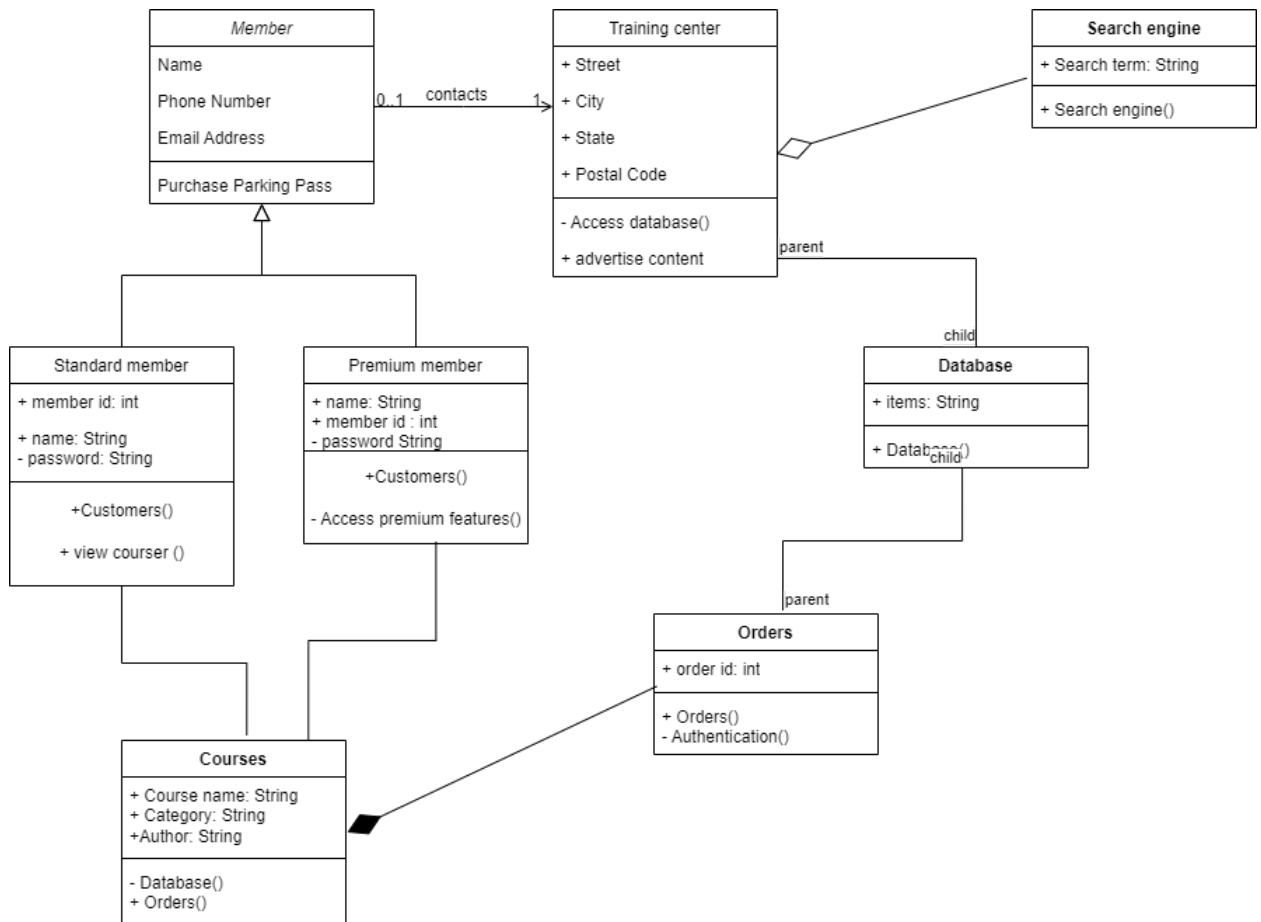 Member
Name
Phone Number
Email Address
Purchase Parking Pass
0..1
contacts
1
Training center
+ Street
+ City
+ State
+ Postal Code
- Access database()
+ advertise content
Search engine
+ Search term: String
+ Search engine()
parent
child
Standard member
+ member id: int
+ name: String
- password: String
+Customers()
+ view courser ()
Premium member
+ name: String
+ member id : int
- password String
+Customers()
- Access premium features()
Database
+ items: String
+ Database()
child
parent
Orders
+ order id: int
+ Orders()
- Authentication()
Courses
+ Course name: String
+ Category: String
+Author: String
- Database()
+ Orders()